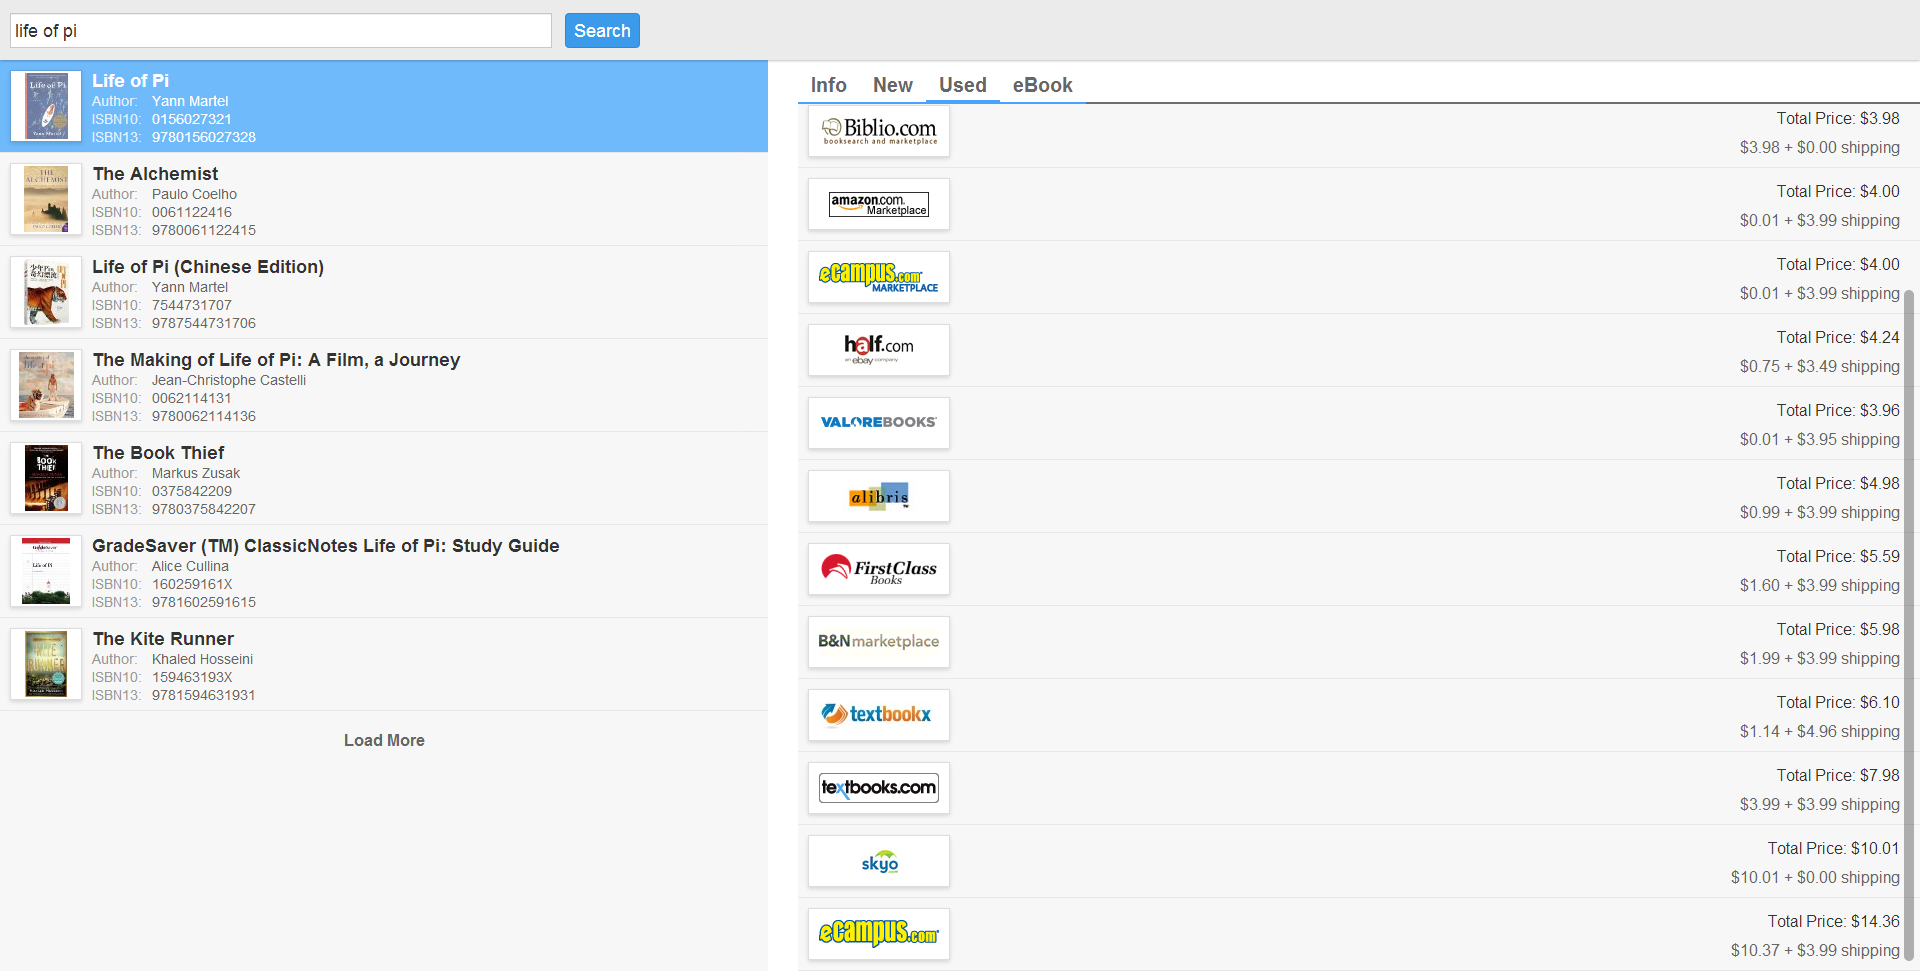 life of pi
Search
Life of Pi
Author: Yann Martel
ISBN10: 0156027321
ISBN13: 9780156027328
The Alchemist
Author: Paulo Coelho
ISBN10: 0061122416
ISBN13: 9780061122415
Life of Pi (Chinese Edition)
Author: Yann Martel
ISBN10: 7544731707
ISBN13: 9787544731706
The Making of Life of Pi: A Film, a Journey
Author: Jean-Christophe Castelli
ISBN10: 0062114131
ISBN13: 9780062114136
The Book Thief
Author: Markus Zusak
ISBN10: 0375842209
ISBN13: 9780375842207
GradeSaver (TM) ClassicNotes Life of Pi: Study Guide
Author: Alice Cullina
ISBN10: 160259161X
ISBN13: 9781602591615
The Kite Runner
Author: Khaled Hosseini
ISBN10: 159463193X
ISBN13: 9781594631931
Load More
Info New Used eBook
Biblio.com
booksearch and marketplace
Total Price: $3.98
$3.98 + $0.00 shipping
amazon.com.
Marketplace
Total Price: $4.00
$0.01 + $3.99 shipping
eCampus.com
MARKETPLACE
Total Price: $4.00
$0.01 + $3.99 shipping
half.com
an ebay company
Total Price: $4.24
$0.75 + $3.49 shipping
VALOREBOOKS
Total Price: $3.96
$0.01 + $3.95 shipping
alibris
Total Price: $4.98
$0.99 + $3.99 shipping
FirstClass
Books
Total Price: $5.59
$1.60 + $3.99 shipping
B&N marketplace
Total Price: $5.98
$1.99 + $3.99 shipping
textbookx
Total Price: $6.10
$1.14 + $4.96 shipping
textbooks.com
Total Price: $7.98
$3.99 + $3.99 shipping
skyo
Total Price: $10.01
$10.01 + $0.00 shipping
eCampus.com
Total Price: $14.36
$10.37 + $3.99 shipping